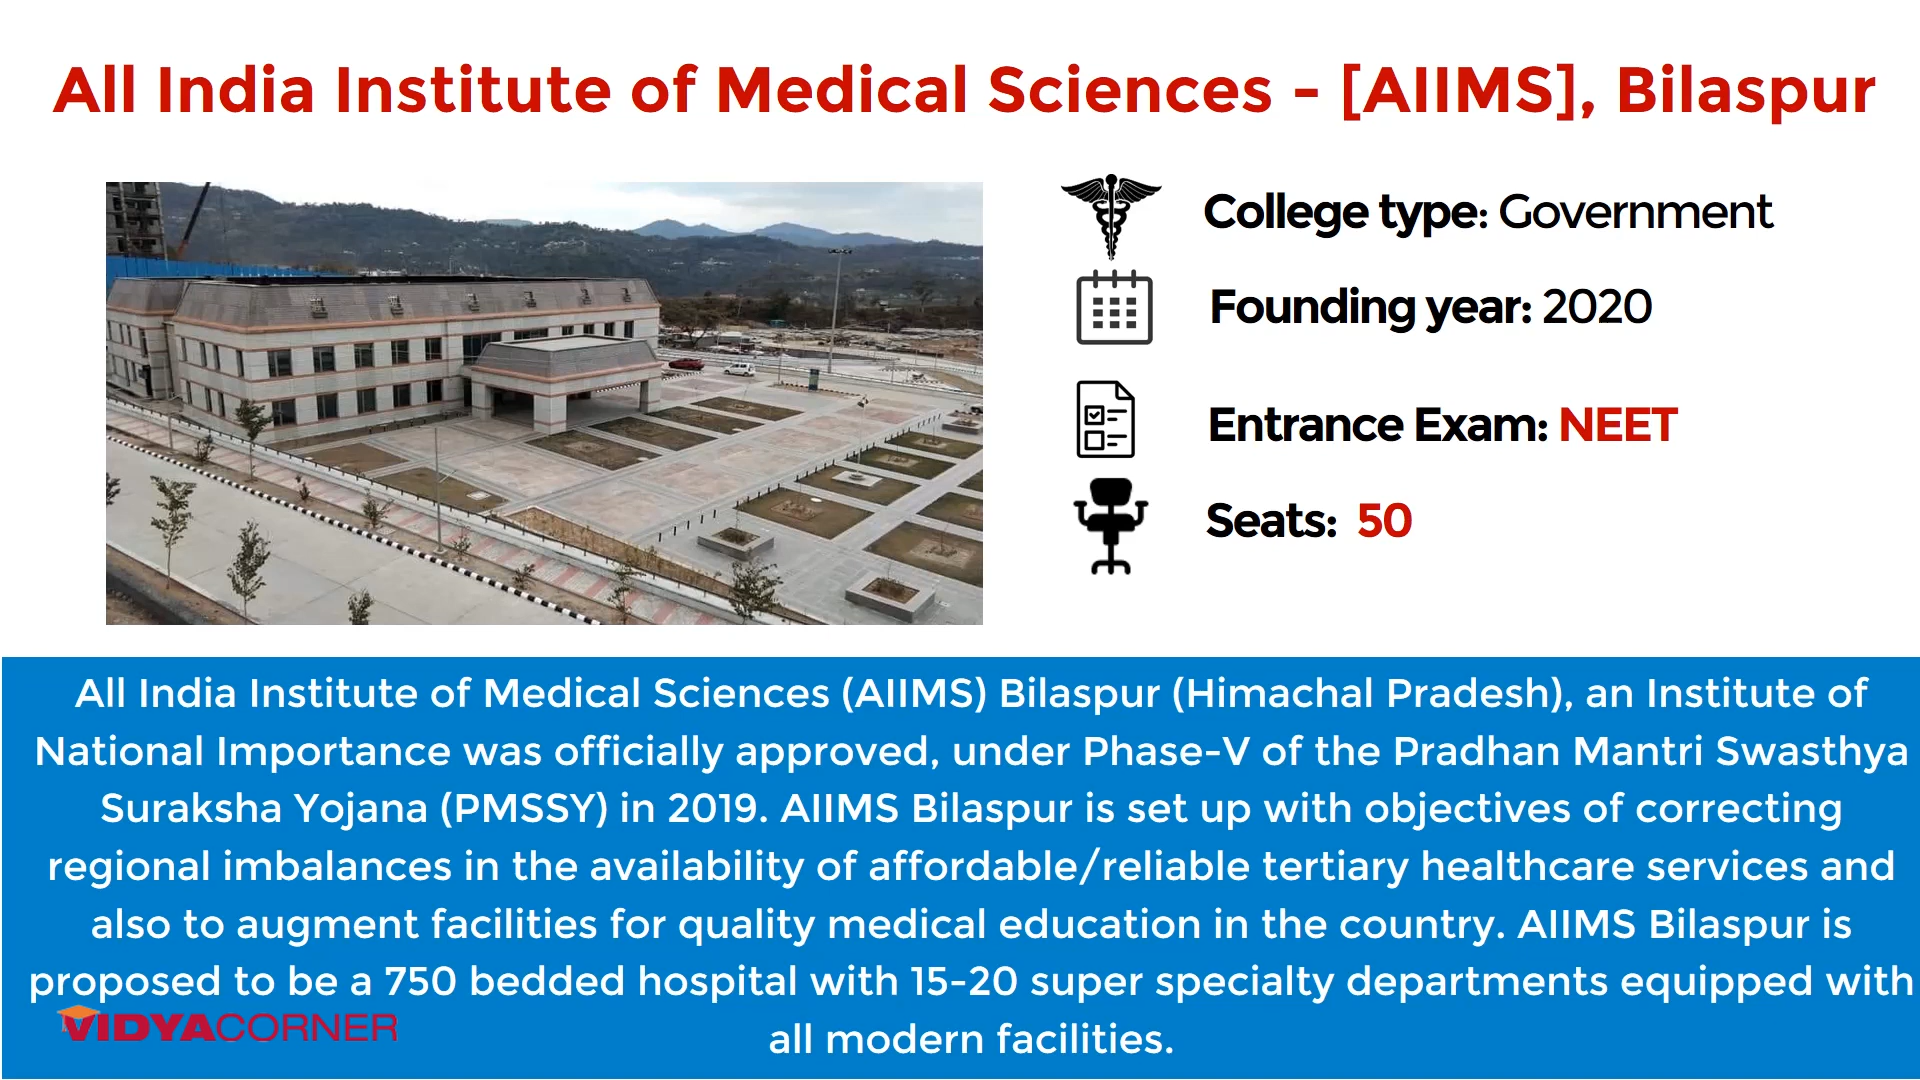 All India Institute of Medical Sciences - [AIIMS], Bilaspur
College type: Government
Founding year: 2020
Entrance Exam: NEET
Seats: 50
All India Institute of Medical Sciences (AIIMS) Bilaspur (Himachal Pradesh), an Institute of
National Importance was officially approved, under Phase-V of the Pradhan Mantri Swasthya
Suraksha Yojana (PMSSY) in 2019. AIIMS Bilaspur is set up with objectives of correcting
regional imbalances in the availability of affordable/reliable tertiary healthcare services and
also to augment facilities for quality medical education in the country. AIIMS Bilaspur is
proposed to be a 750 bedded hospital with 15-20 super specialty departments equipped with
all modern facilities.
VIDYACORNER